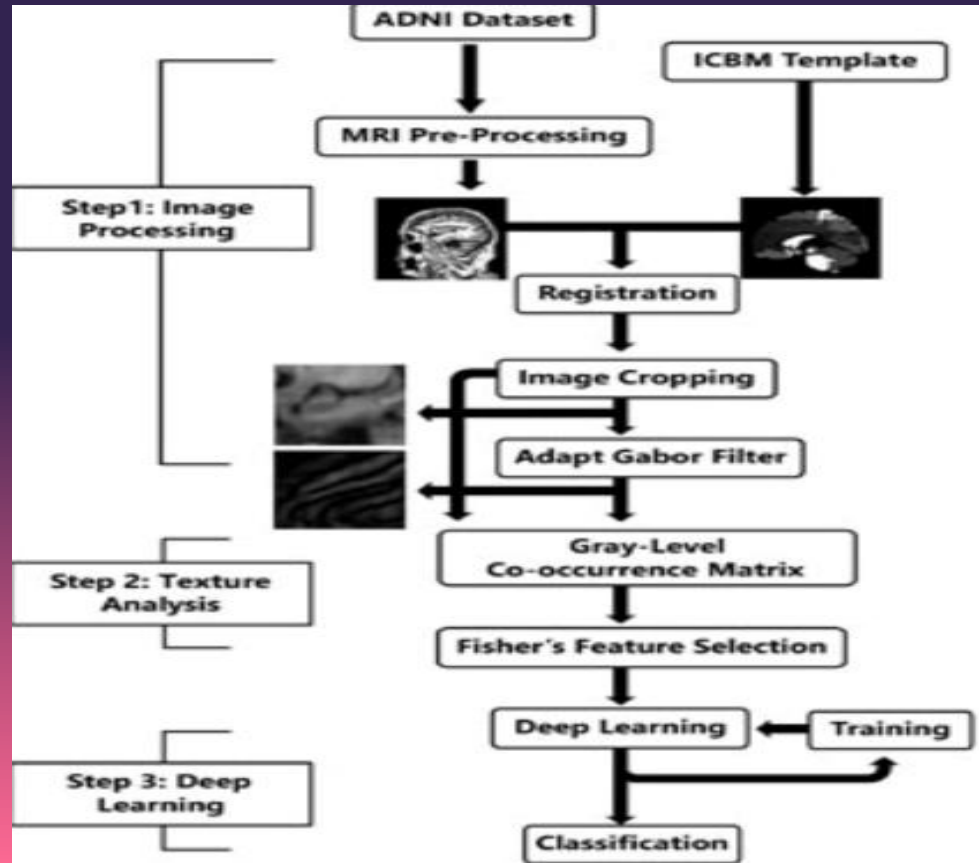 ADNI Dataset
ICBM Template
MRI Pre-Processing
Step1: Image
Processing
Registration
Image Cropping
Adapt Gabor Filter
Gray-Level
Co-occurrence Matrix
Step 2: Texture
Analysis
Fisher's Feature Selection
Deep Learning
Training
Step 3: Deep
Learning
Classification